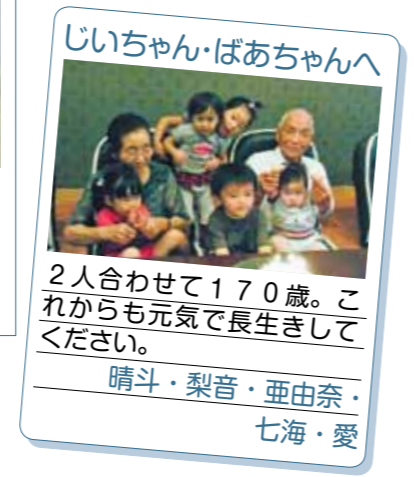 じいちゃん・ばあちゃんへ
２人合わせて１７０歳。こ
れからも元気で長生きして
ください。
晴斗・梨音・亜由奈・
七海・愛